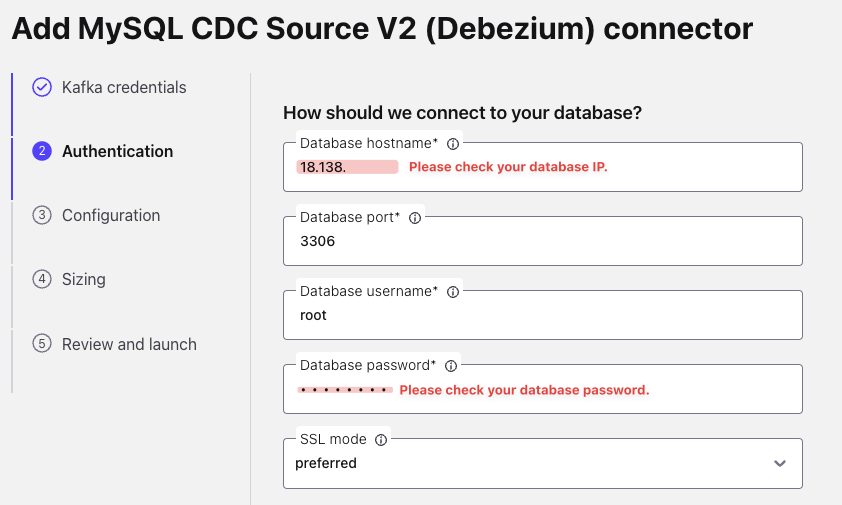 Add MySQL CDC Source V2 (Debezium) connector
Kafka credentials
2 Authentication
3 Configuration
4 Sizing
5 Review and launch
How should we connect to your database?
Database hostname*
18.138. Please check your database IP.
Database port*
3306
Database username*
root
Database password*
Please check your database password.
SSL mode
preferred